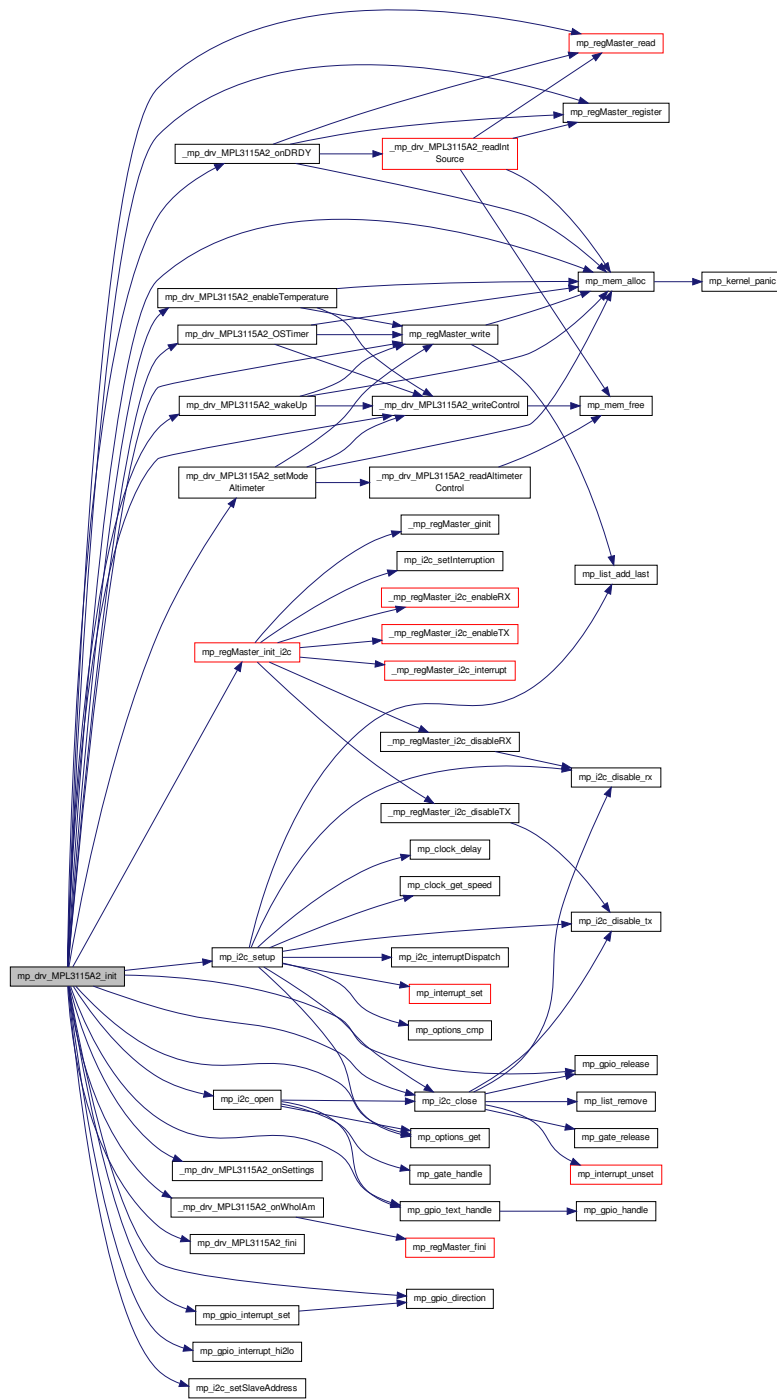 mp_regMaster_read
mp_regMaster_register
_mp_drv_MPL3115A2_onDRDY
_mp_drv_MPL3115A2_readInt
Source
mp_mem_alloc
mp_kernel_panic
mp_drv_MPL3115A2_enableTemperature
mp_drv_MPL3115A2_OSTimer
mp_regMaster_write
mp_drv_MPL3115A2_wakeUp
_mp_drv_MPL3115A2_writeControl
mp_mem_free
mp_drv_MPL3115A2_setMode
Altimeter
_mp_drv_MPL3115A2_readAltimeter
Control
_mp_regMaster_ginit
mp_i2c_setInterruption
mp_list_add_last
_mp_regMaster_i2c_enableRX
_mp_regMaster_i2c_enableTX
mp_regMaster_init_i2c
_mp_regMaster_i2c_interrupt
_mp_regMaster_i2c_disableRX
mp_i2c_disable_rx
_mp_regMaster_i2c_disableTX
mp_clock_delay
mp_clock_get_speed
mp_i2c_disable_tx
mp_i2c_setup
mp_i2c_interruptDispatch
mp_drv_MPL3115A2_init
mp_interrupt_set
mp_options_cmp
mp_gpio_release
mp_i2c_open
mp_i2c_close
mp_list_remove
mp_options_get
mp_gate_release
_mp_drv_MPL3115A2_onSettings
mp_gate_handle
mp_interrupt_unset
_mp_drv_MPL3115A2_onWhoIAm
mp_gpio_text_handle
mp_gpio_handle
mp_drv_MPL3115A2_fini
mp_regMaster_fini
mp_gpio_direction
mp_gpio_interrupt_set
mp_gpio_interrupt_hi2lo
mp_i2c_setSlaveAddress